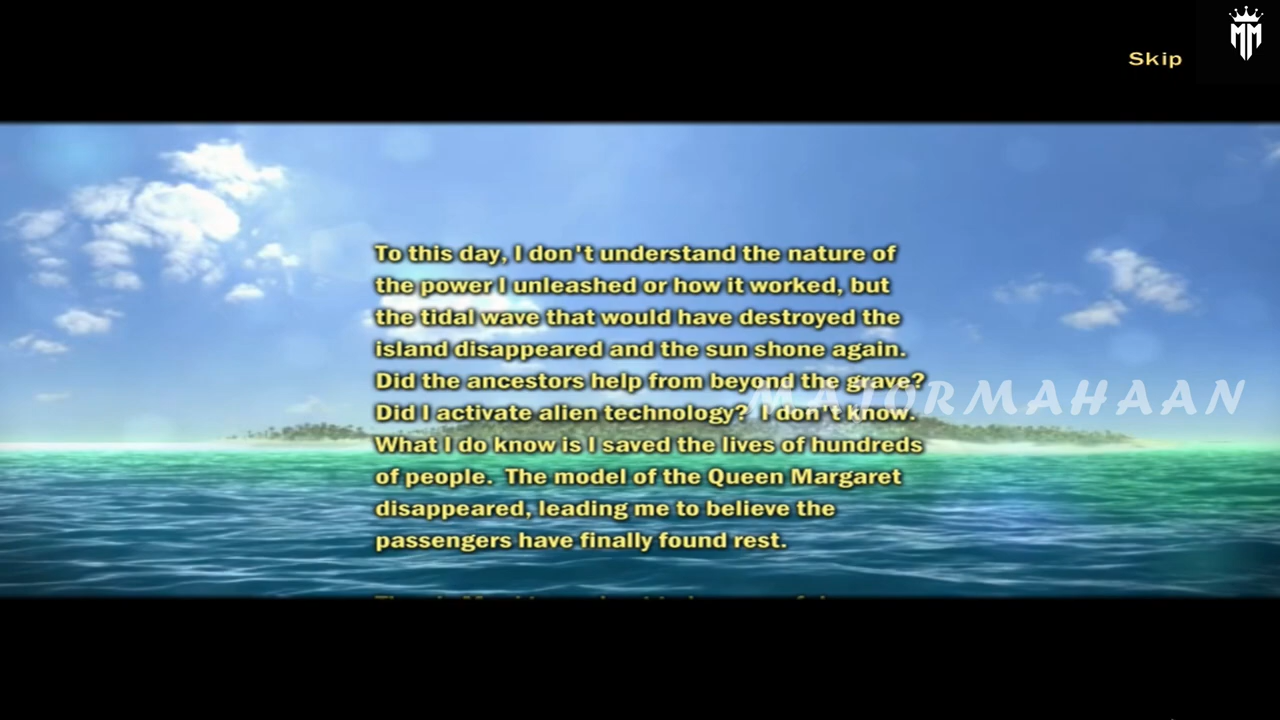 Skip
MM
To this day, I don't understand the nature of
the power I unleashed or how it worked, but
the tidal wave that would have destroyed the
island disappeared and the sun shone again.
Did the ancestors help from beyond the grave?
MAJORMAHAAN
Did I activate alien technology?  I don't know.
What I do know is I saved the lives of hundreds
of people.  The model of the Queen Margaret
disappeared, leading me to believe the
passengers have finally found rest.